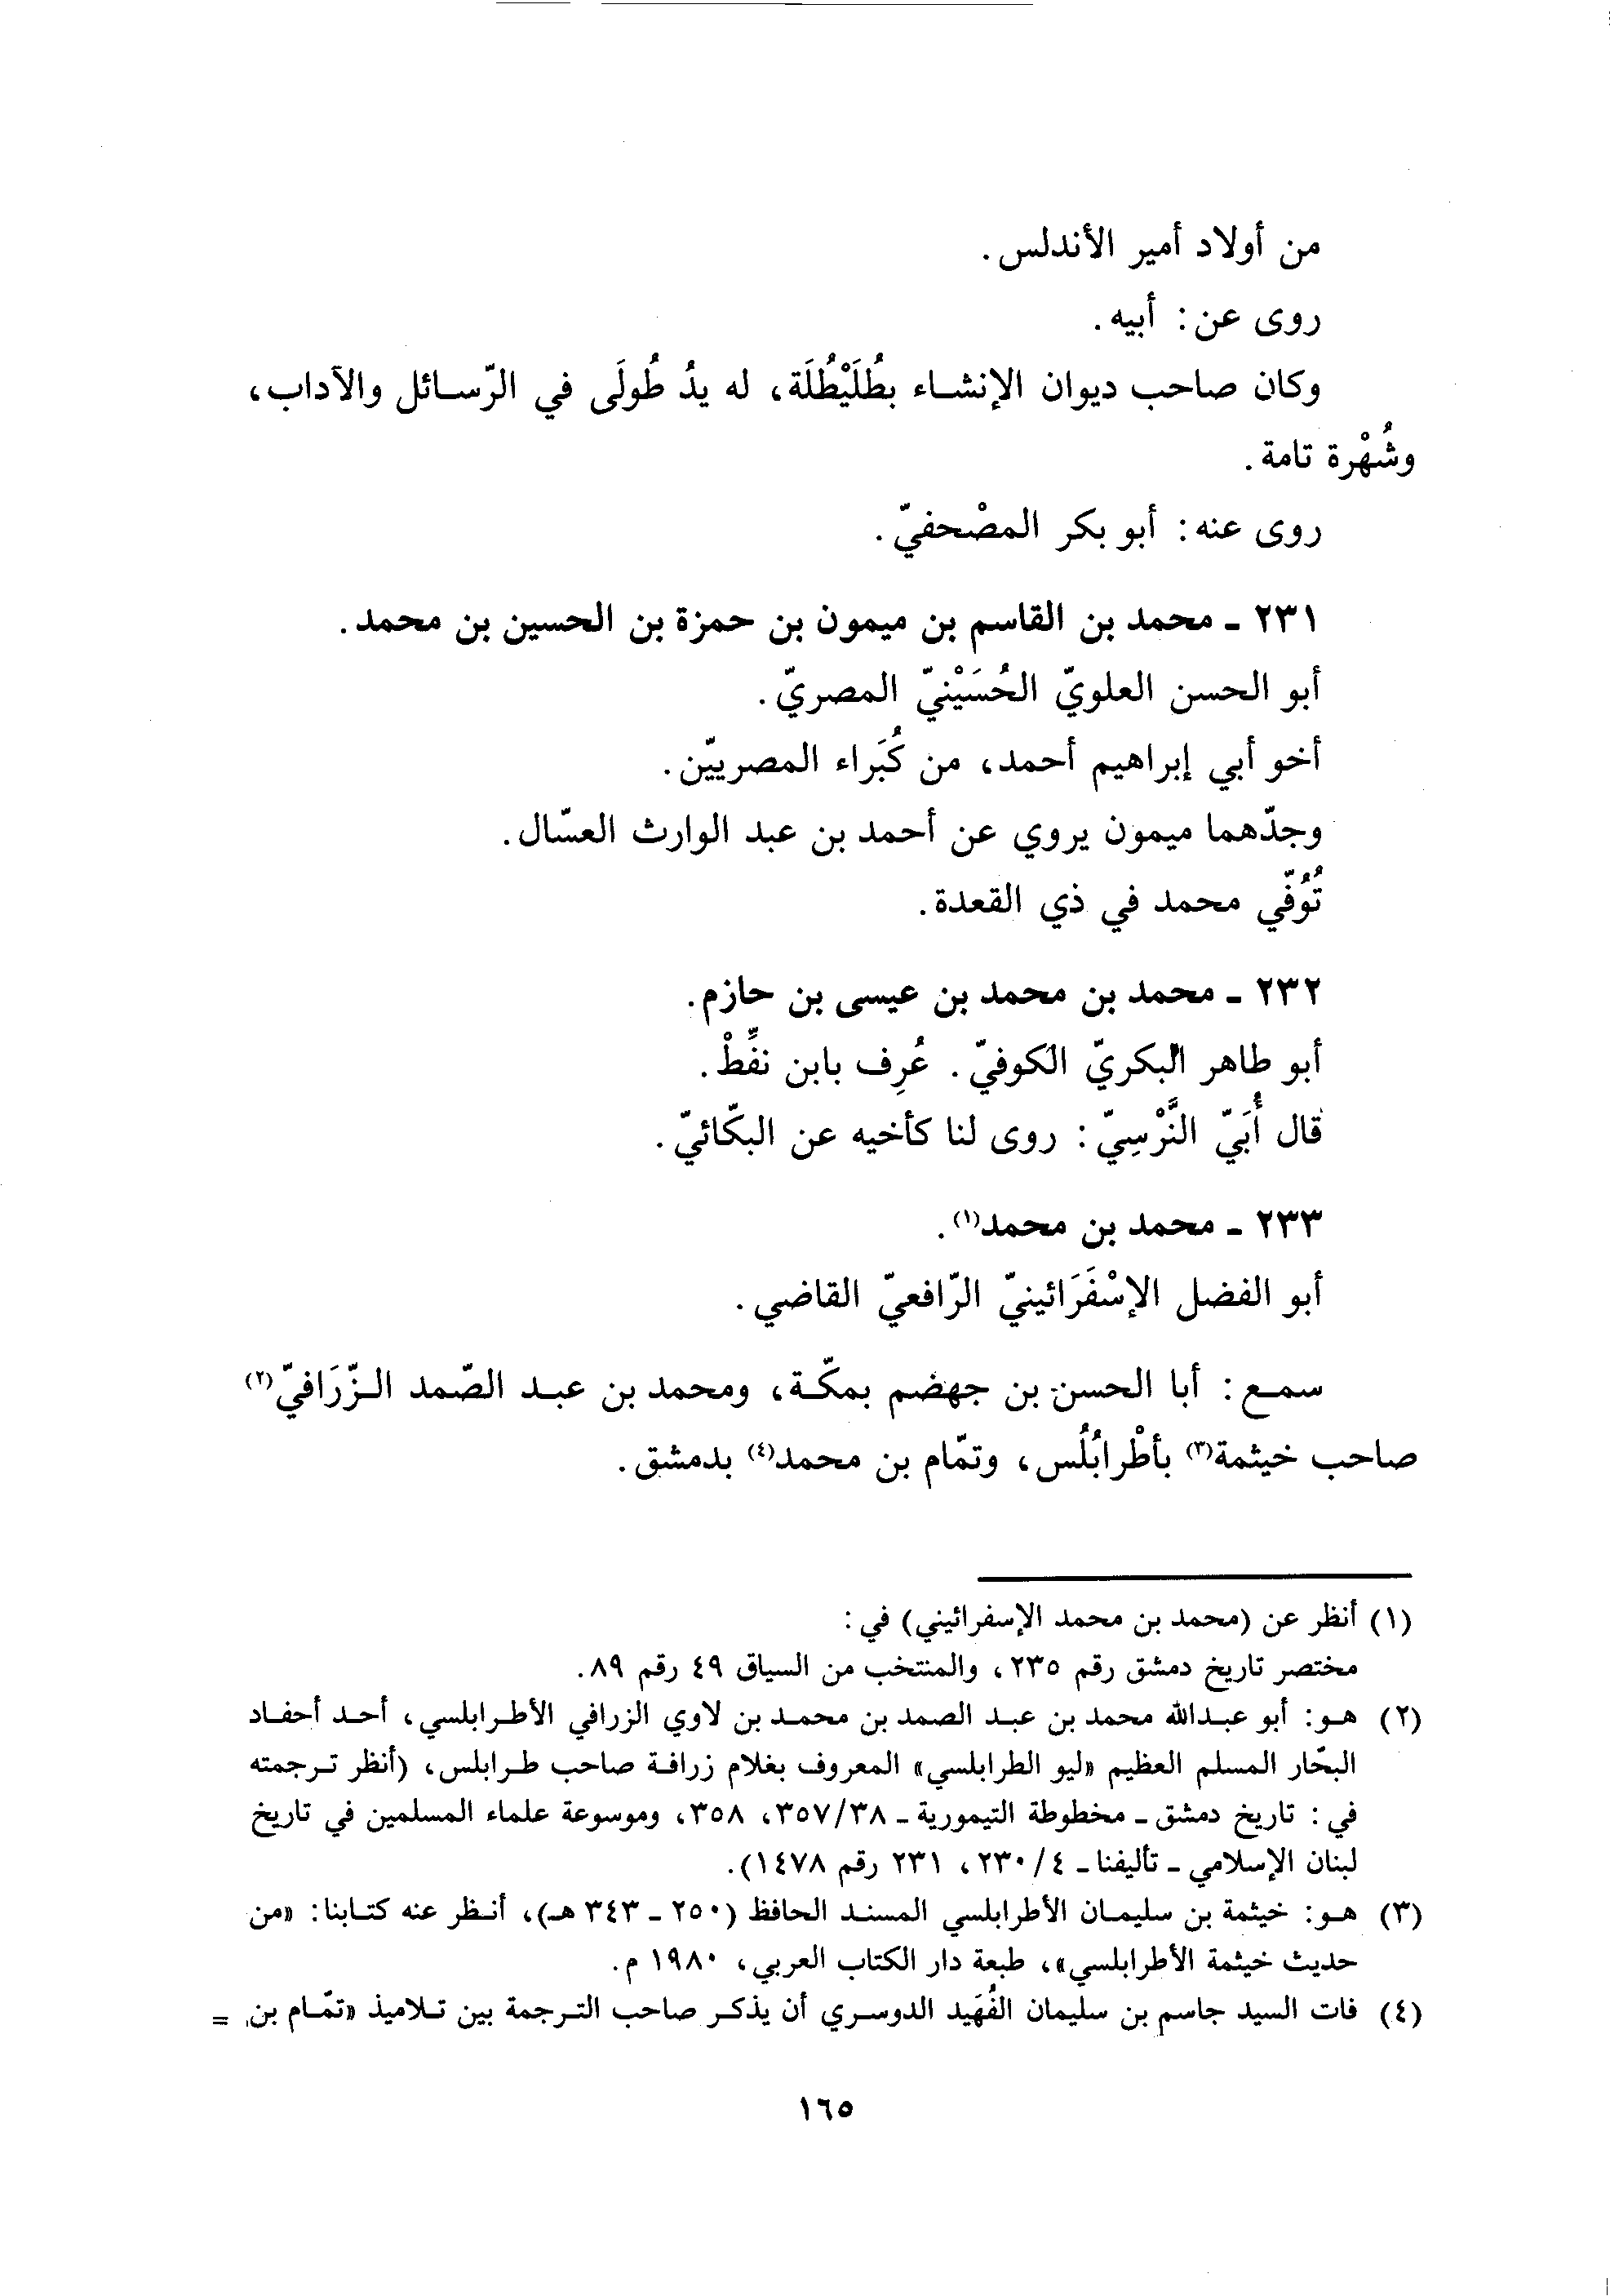 من أولاد أمير الأندلس.
روى عن: أبيه.
وكان صاحب ديوان الإنشاء بطُلَيْطُلَة، له يدُ طُولَى في الرّسائل والآداب،
وشُهْرة تامة.
روى عنه: أبو بكر المصْحفيّ.
٢٣١ ـ محمد بن القاسم بن ميمون بن حمزة بن الحسين بن محمد.
أبو الحسن العلويّ الحُسَيْنيّ المصريّ.
أخو أبي إبراهيم أحمد، من كُبَراء المصريّين.
وجدّهما ميمون يروي عن أحمد بن عبد الوارث العسّال.
تُوُفّي محمد في ذي القعدة.
٢٣٢ ـ محمد بن محمد بن عيسى بن حازم.
أبو طاهر البكريّ الكوفيّ. عُرِف بابن نفِّطْ.
قال أُبَيّ النَّرْسِيّ: روى لنا كأخيه عن البكّائيّ.
٢٣٣ ـ محمد بن محمد(١).
أبو الفضل الإسْفَرَائينيّ الرّافعيّ القاضي.
سمع: أبا الحسن بن جهضم بمكّة، ومحمد بن عبد الصّمد الزّرَافيّ(٢)
صاحب خيثمة(٣) بأطْرابُلُس، وتمّام بن محمد(٤) بدمشق.
(١) أنظر عن (محمد بن محمد الإسفرائيني) في:
مختصر تاريخ دمشق رقم ٢٣٥، والمنتخب من السياق ٤٩ رقم ٨٩.
(٢) هو: أبو عبدالله محمد بن عبد الصمد بن محمد بن لاوي الزرافي الأطرابلسي، أحد أحفاد
البحّار المسلم العظيم «ليو الطرابلسي» المعروف بغلام زرافة صاحب طرابلس، (أنظر ترجمته
في: تاريخ دمشق ـ مخطوطة التيمورية ـ ٣٥٧/٣٨، ٣٥٨، وموسوعة علماء المسلمين في تاريخ
لبنان الإسلامي ـ تأليفنا ـ ٢٣٠/٤، ٢٣١ رقم ١٤٧٨).
(٣) هو: خيثمة بن سليمان الأطرابلسي المسند الحافظ (٢٥٠ ـ ٣٤٣ هـ)، أنظر عنه كتابنا: «من
حديث خيثمة الأطرابلسي»، طبعة دار الكتاب العربي، ١٩٨٠ م.
(٤) فات السيد جاسم بن سليمان الفُهَيد الدوسري أن يذكر صاحب الترجمة بين تلاميذ «تمّام بن =
١٦٥